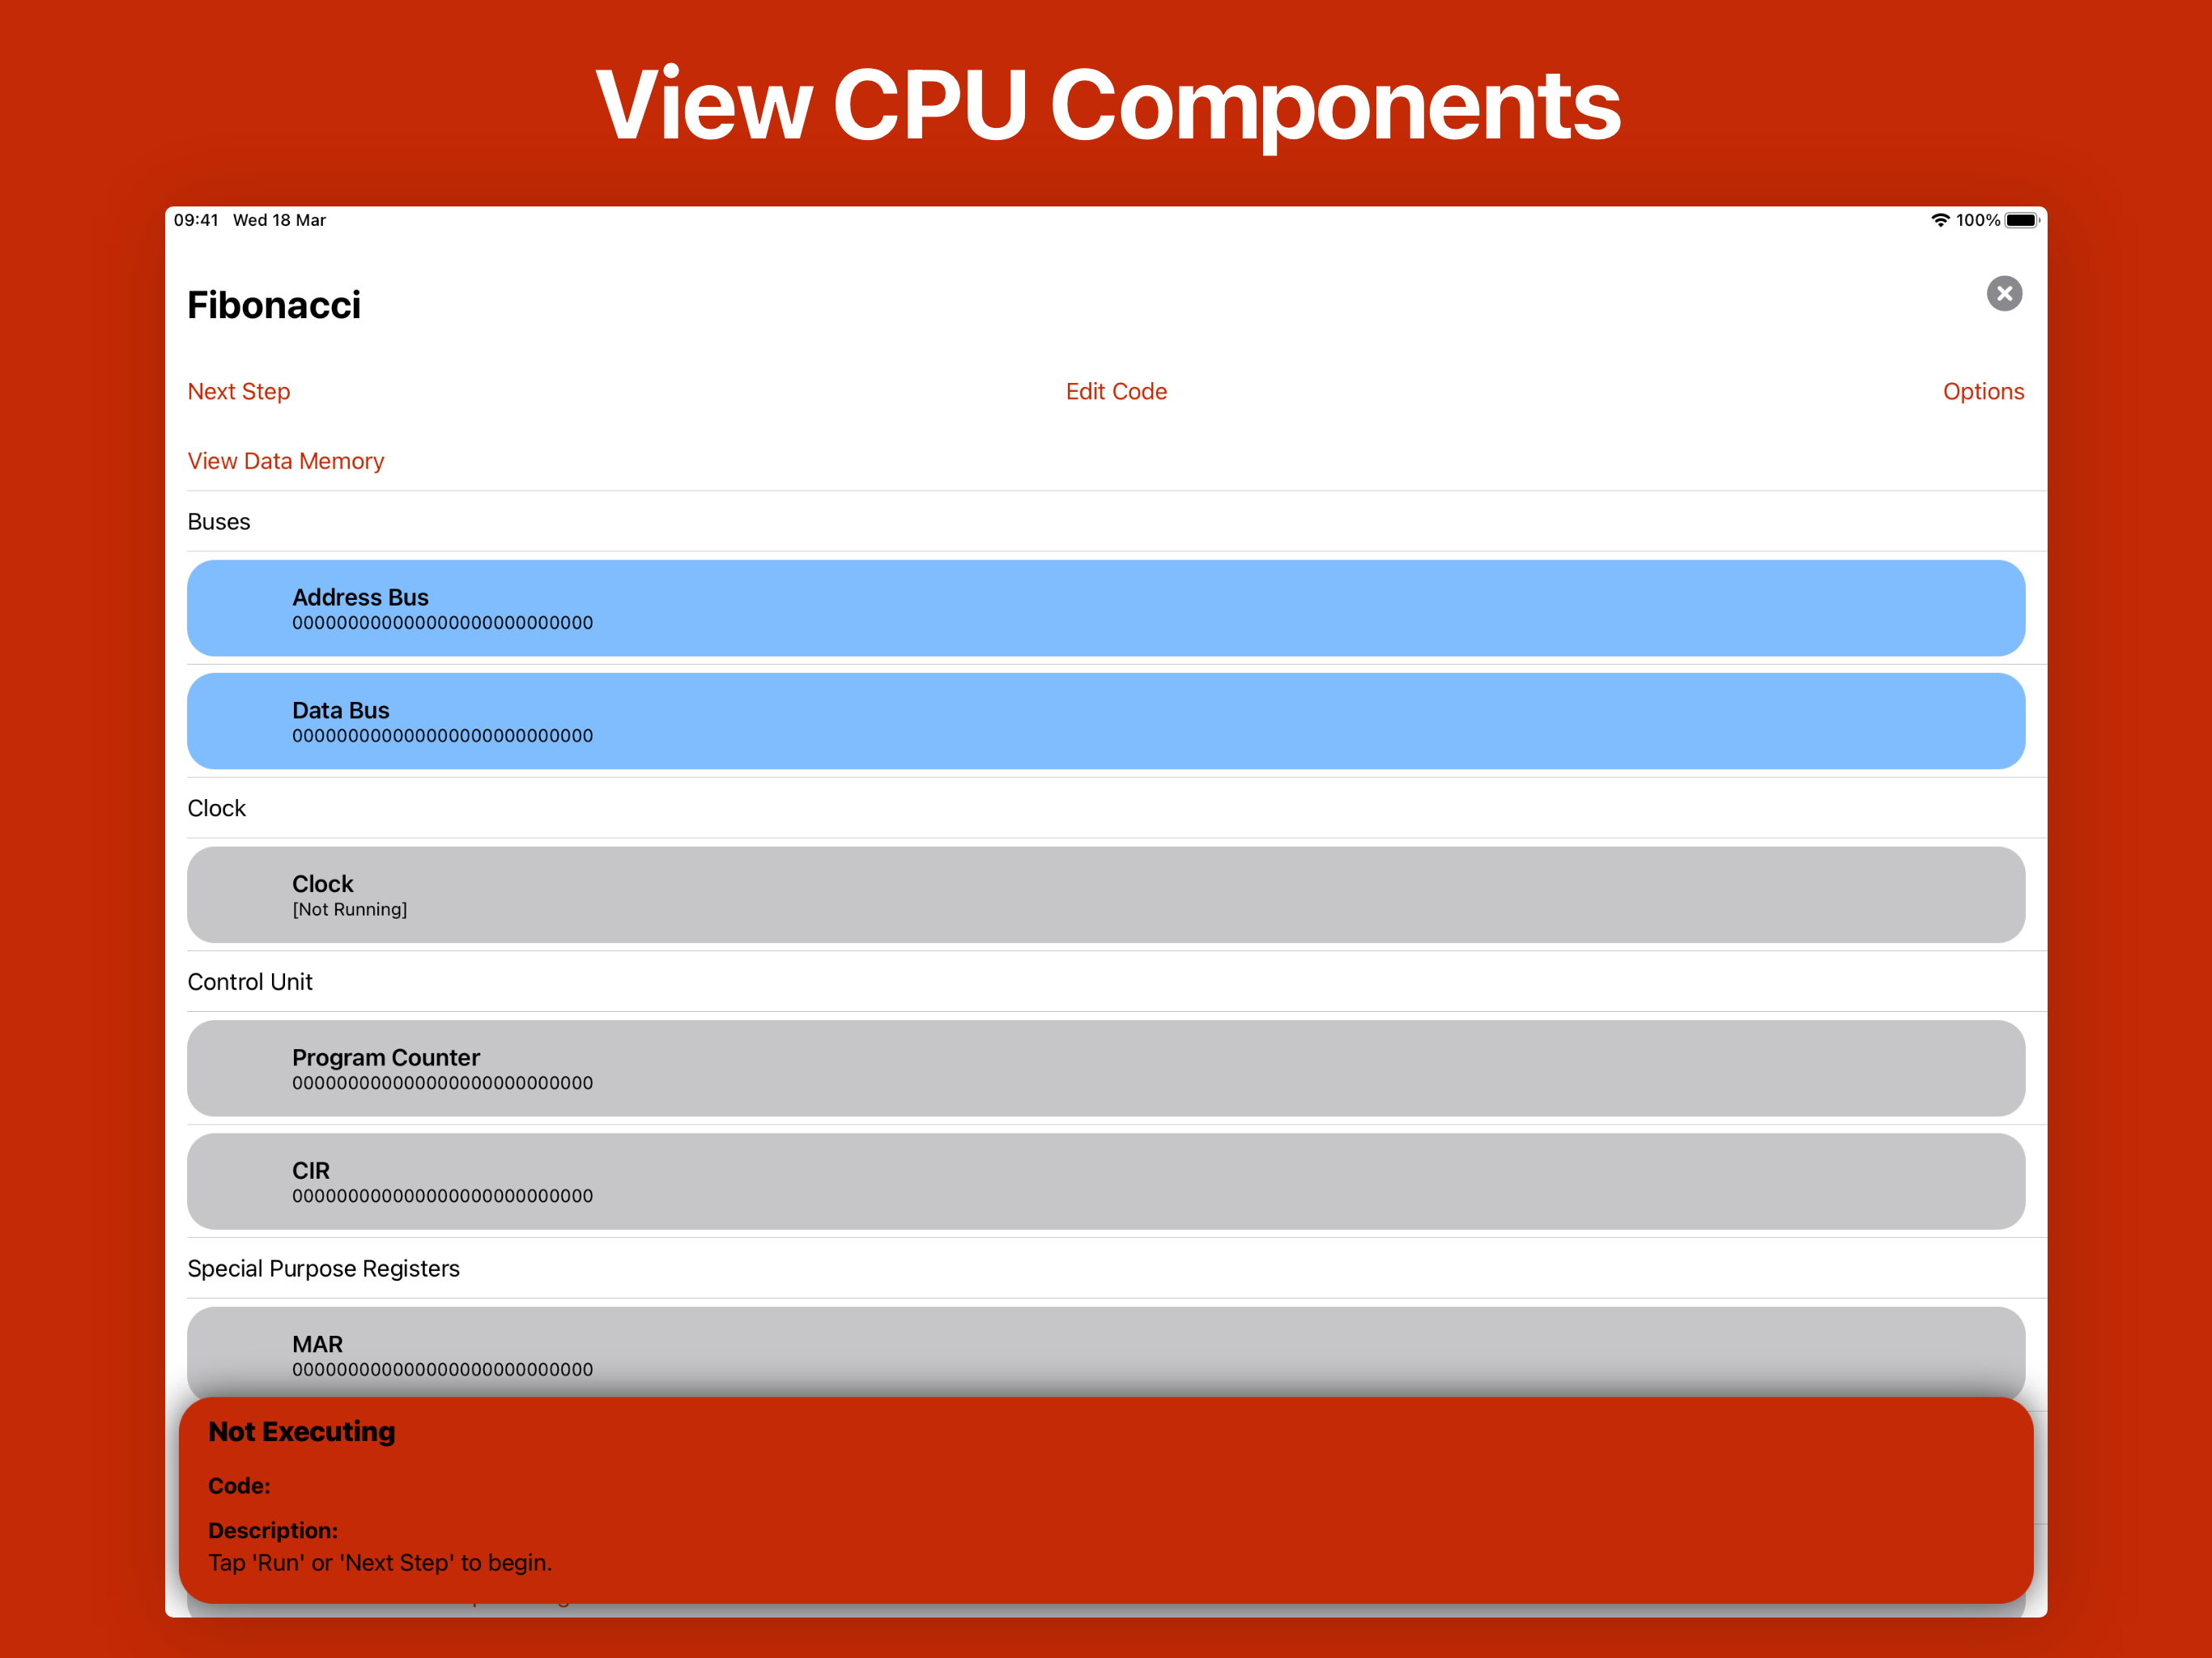 View CPU Components
09:41 Wed 18 Mar
100%
Fibonacci
Next Step
Edit Code
Options
View Data Memory
Buses
Address Bus
000000000000000000000000000
Data Bus
000000000000000000000000000
Clock
Clock
[Not Running]
Control Unit
Program Counter
000000000000000000000000000
CIR
000000000000000000000000000
Special Purpose Registers
MAR
000000000000000000000000000
Not Executing
Code:
Description:
Tap 'Run' or 'Next Step' to begin.